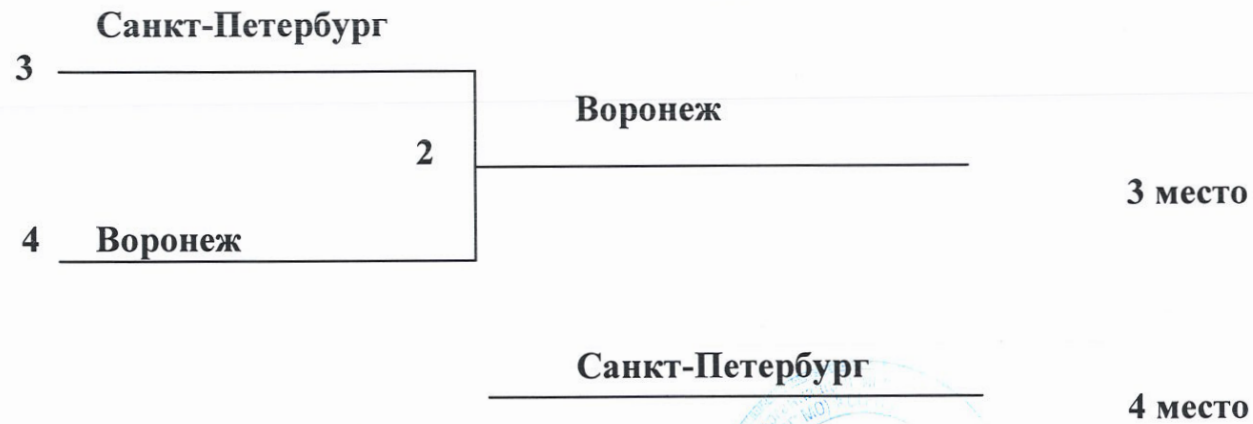 Санкт-Петербург
3
Воронеж
2
3 место
4 Воронеж
Санкт-Петербург
4 место